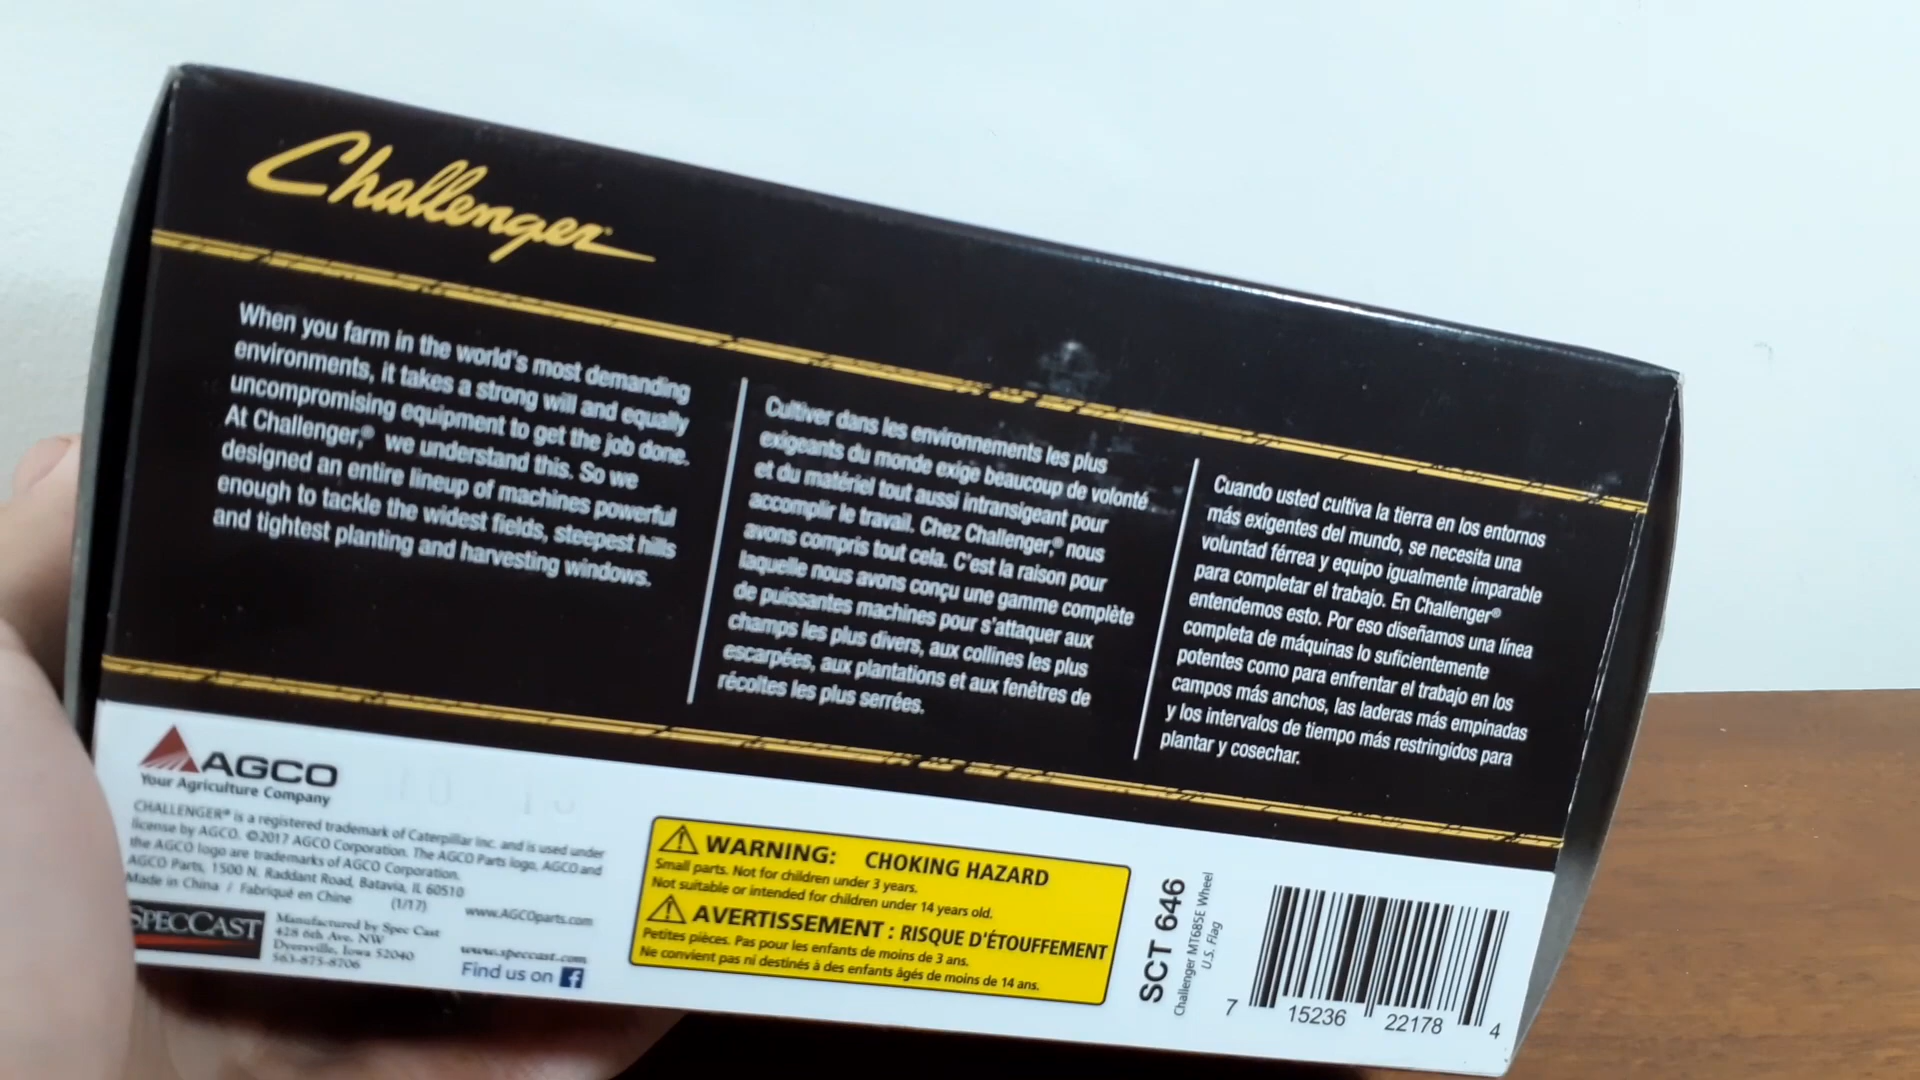 Challenger
When you farm in the world's most demanding
environments, it takes a strong will and equally
uncompromising equipment to get the job done.
At Challenger,® we understand this. So we
designed an entire lineup of machines powerful
enough to tackle the widest fields, steepest hills
and tightest planting and harvesting windows.
Cultiver dans les environnements les plus
exigeants du monde exige beaucoup de volonté
et du matériel tout aussi intransigeant pour
accomplir le travail. Chez Challenger,® nous
avons compris tout cela. C'est la raison pour
laquelle nous avons conçu une gamme complète
de puissantes machines pour s'attaquer aux
champs les plus divers, aux collines les plus
escarpées, aux plantations et aux fenêtres de
récoltes les plus serrées.
Cuando usted cultiva la tierra en los entornos
más exigentes del mundo, se necesita una
voluntad férrea y equipo igualmente imparable
para completar el trabajo. En Challenger®
entendemos esto. Por eso diseñamos una línea
completa de máquinas lo suficientemente
potentes como para enfrentar el trabajo en los
campos más anchos, las laderas más empinadas
y los intervalos de tiempo más restringidos para
plantar y cosechar.
AGCO
Your Agriculture Company
CHALLENGER® is a registered trademark of Caterpillar Inc. and is used under
license by AGCO. ©2017 AGCO Corporation. The AGCO Parts logo, AGCO and
the AGCO logo are trademarks of AGCO Corporation.
AGCO Parts, 1500 N. Raddant Road, Batavia, IL 60510
Made in China / Fabriqué en Chine (1/17)
www.AGCOparts.com
SPECCAST
Manufactured by Spec Cast
428 6th Ave. NW
Dyersville, Iowa 52040
563-875-8706
www.speccast.com
Find us on f
WARNING: CHOKING HAZARD
Small parts. Not for children under 3 years.
Not suitable or intended for children under 14 years old.
AVERTISSEMENT : RISQUE D'ÉTOUFFEMENT
Petites pièces. Pas pour les enfants de moins de 3 ans.
Ne convient pas ni destinés à des enfants âgés de moins de 14 ans.
SCT 646
Challenger MT685E Wheel
U.S. Flag
7 15236 22178 4